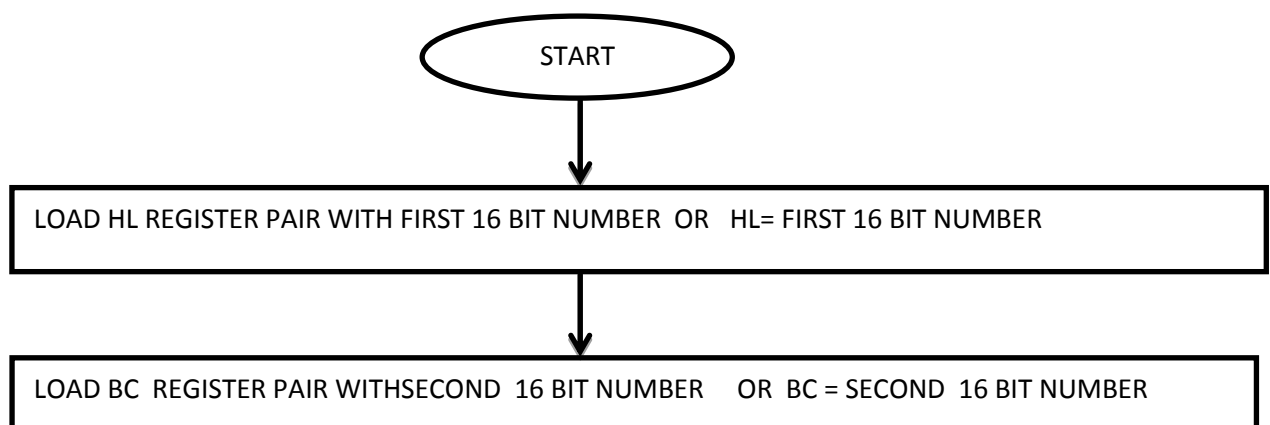 START
LOAD HL REGISTER PAIR WITH FIRST 16 BIT NUMBER OR HL= FIRST 16 BIT NUMBER
LOAD BC REGISTER PAIR WITHSECOND 16 BIT NUMBER OR BC = SECOND 16 BIT NUMBER